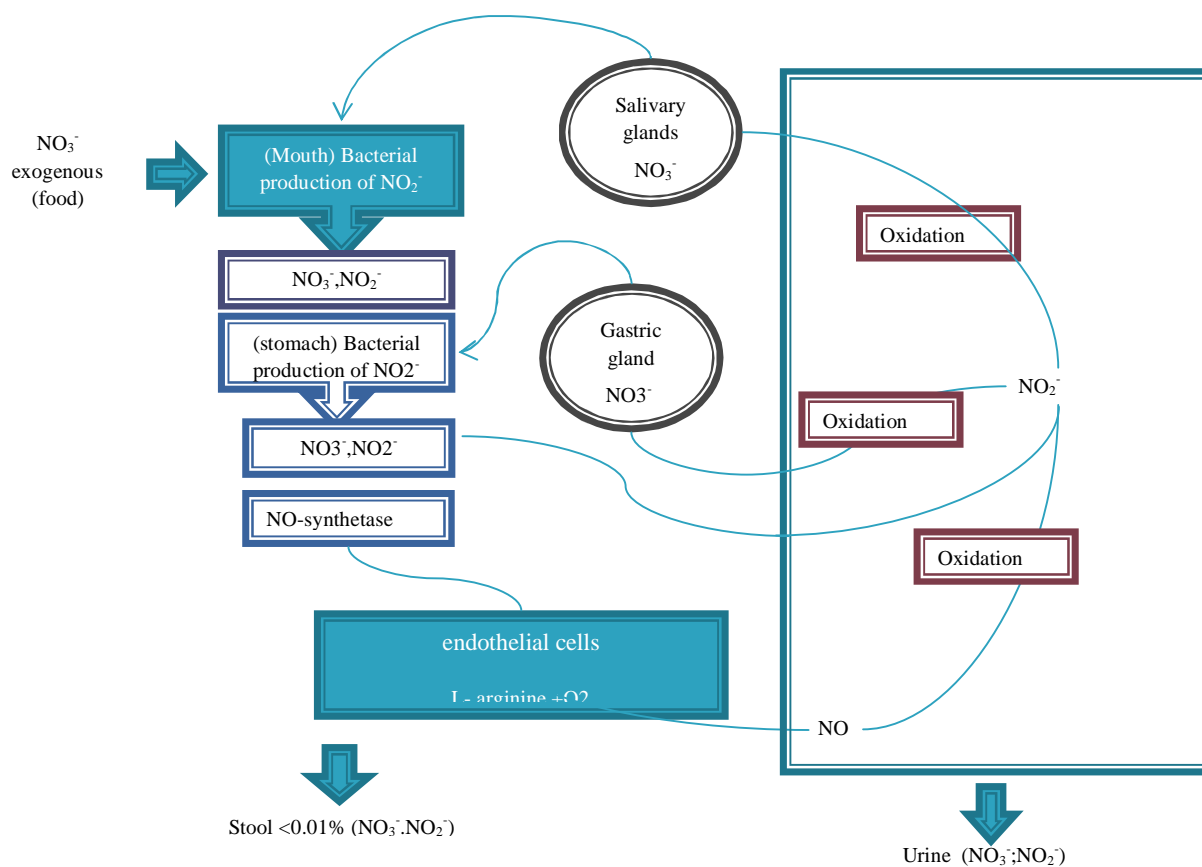 NO₃⁻
exogenous
(food)
(Mouth) Bacterial
production of NO₂⁻
NO₃⁻,NO₂⁻
(stomach) Bacterial
production of NO2⁻
NO3⁻,NO2⁻
NO-synthetase
endothelial cells
L- arginine +O2
Stool <0.01% (NO₃⁻.NO₂⁻)
Salivary
glands
NO₃⁻
Gastric
gland
NO3⁻
Oxidation
NO₂⁻
Oxidation
Oxidation
NO
Urine (NO₃⁻;NO₂⁻)